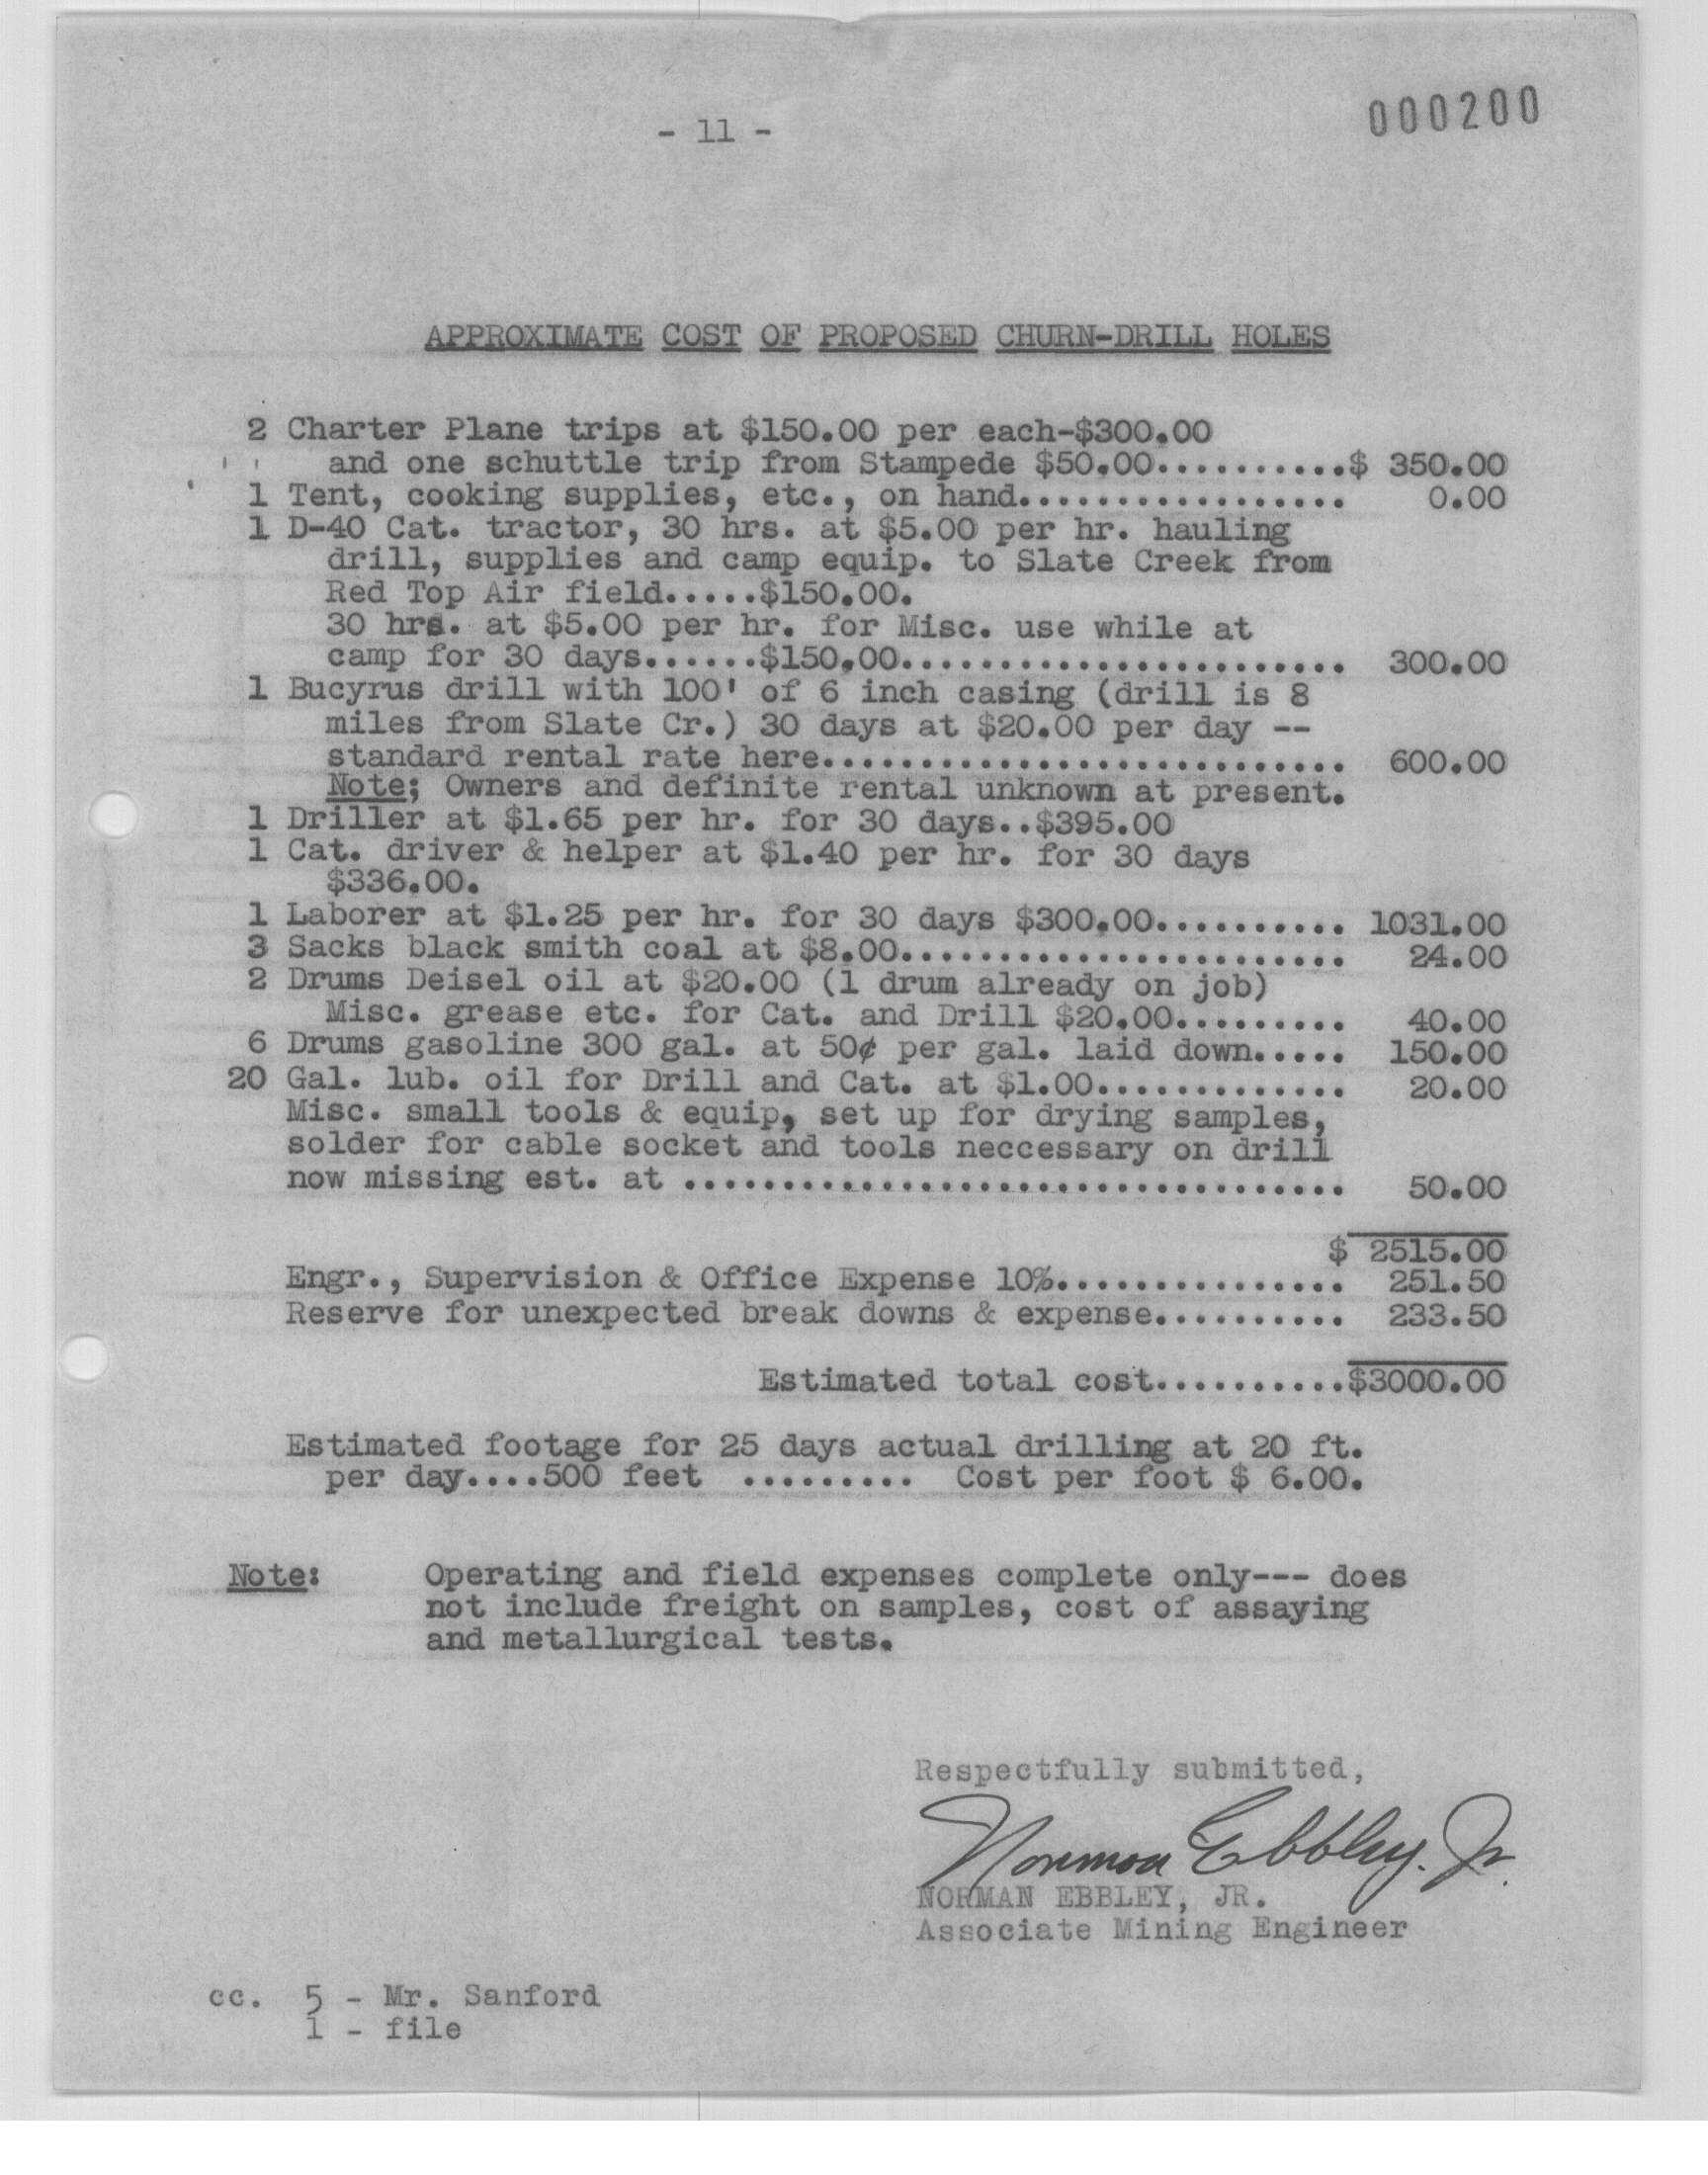 000200
- 11 -
APPROXIMATE COST OF PROPOSED CHURN-DRILL HOLES
2 Charter Plane trips at $150.00 per each-$300.00
and one schuttle trip from Stampede $50.00..........$ 350.00
1 Tent, cooking supplies, etc., on hand................. 0.00
1 D-40 Cat. tractor, 30 hrs. at $5.00 per hr. hauling
drill, supplies and camp equip. to Slate Creek from
Red Top Air field.....$150.00.
30 hrs. at $5.00 per hr. for Misc. use while at
camp for 30 days......$150.00....................... 300.00
1 Bucyrus drill with 100' of 6 inch casing (drill is 8
miles from Slate Cr.) 30 days at $20.00 per day --
standard rental rate here........................... 600.00
Note; Owners and definite rental unknown at present.
1 Driller at $1.65 per hr. for 30 days..$395.00
1 Cat. driver & helper at $1.40 per hr. for 30 days
$336.00.
1 Laborer at $1.25 per hr. for 30 days $300.00.......... 1031.00
3 Sacks black smith coal at $8.00....................... 24.00
2 Drums Deisel oil at $20.00 (1 drum already on job)
Misc. grease etc. for Cat. and Drill $20.00......... 40.00
6 Drums gasoline 300 gal. at 50¢ per gal. laid down..... 150.00
20 Gal. lub. oil for Drill and Cat. at $1.00............. 20.00
Misc. small tools & equip, set up for drying samples,
solder for cable socket and tools neccessary on drill
now missing est. at .................................. 50.00
$ 2515.00
Engr., Supervision & Office Expense 10%............... 251.50
Reserve for unexpected break downs & expense.......... 233.50
Estimated total cost..........$3000.00
Estimated footage for 25 days actual drilling at 20 ft.
per day....500 feet ......... Cost per foot $ 6.00.
Note: Operating and field expenses complete only--- does
not include freight on samples, cost of assaying
and metallurgical tests.
Respectfully submitted,
Norman Ebbley, Jr.
NORMAN EBBLEY, JR.
Associate Mining Engineer
cc. 5 - Mr. Sanford
1 - file